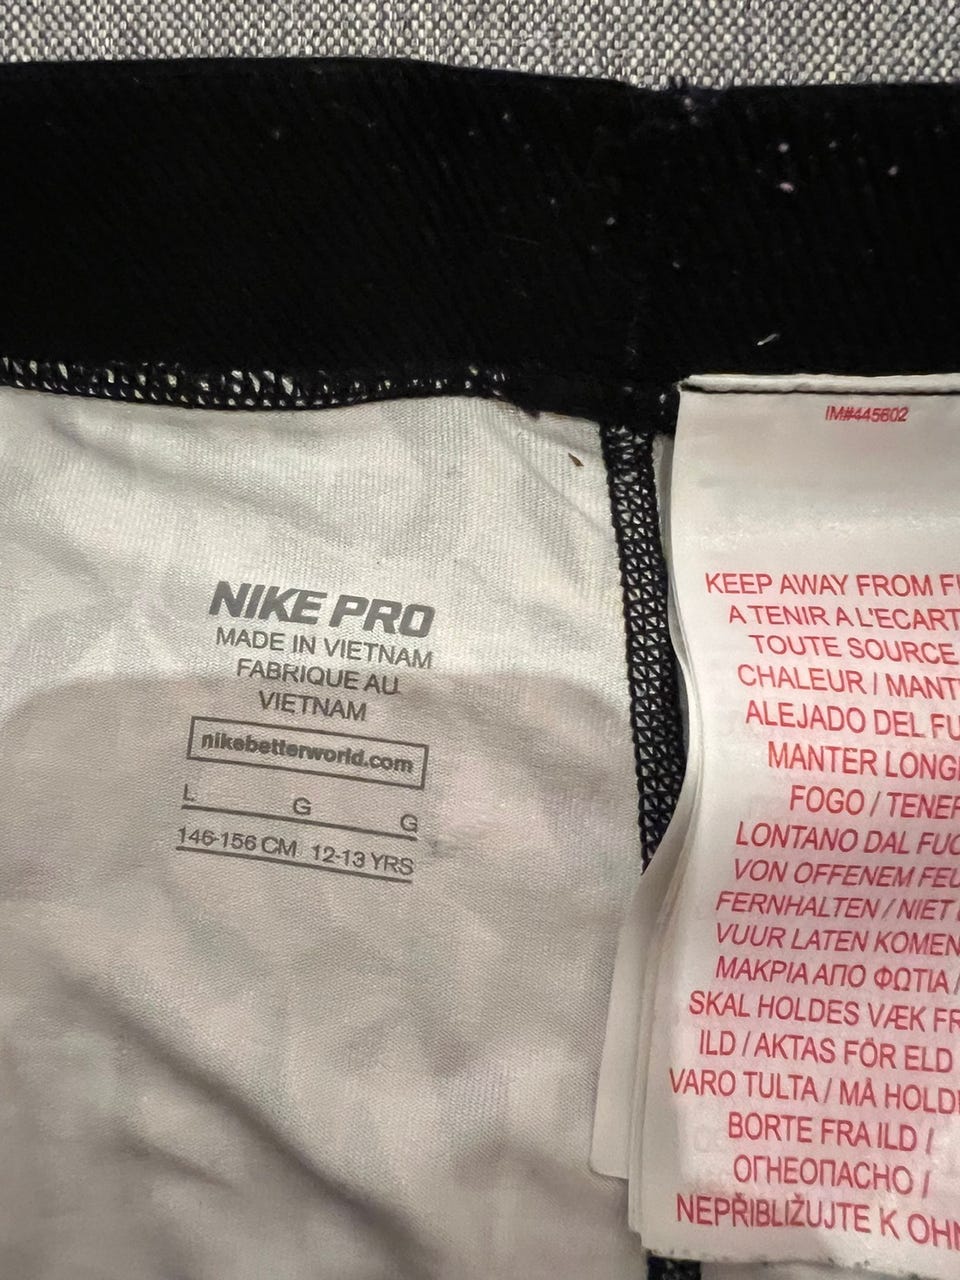 NIKE PRO
MADE IN VIETNAM
FABRIQUE AU
VIETNAM
nikebetterworld.com
L G G
146-156 CM 12-13 YRS
IM#445602
KEEP AWAY FROM
A TENIR A L'ECART
TOUTE SOURCE
CHALEUR /
ALEJADO DEL
MANTER
FOGO /
LONTANO DAL
VON OFFENEM
FERNHALTEN / NIET
VUUR LATEN KOMEN
ΜΑΚΡΙΑ ΑΠΟ ΦΩΤΙΑ /
SKAL HOLDES VÆK
ILD / AKTAS FÖR ELD
VARO TULTA / MÅ
BORTE FRA ILD /
ОГНЕОПАСНО /
NEPŘIBLIŽUJTE K